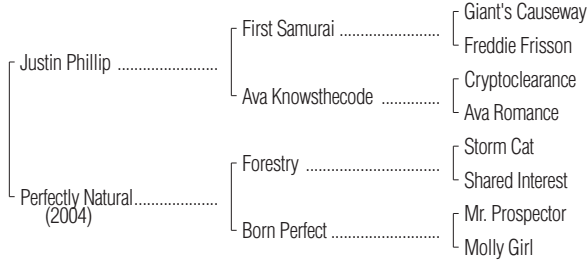 Giant's Causeway
First Samurai ........................
Freddie Frisson
Justin Phillip ........................
Cryptoclearance
Ava Knowsthecode ..............
Ava Romance
Storm Cat
Forestry ................................
Shared Interest
Perfectly Natural....................
(2004)
Mr. Prospector
Born Perfect ..........................
Molly Girl